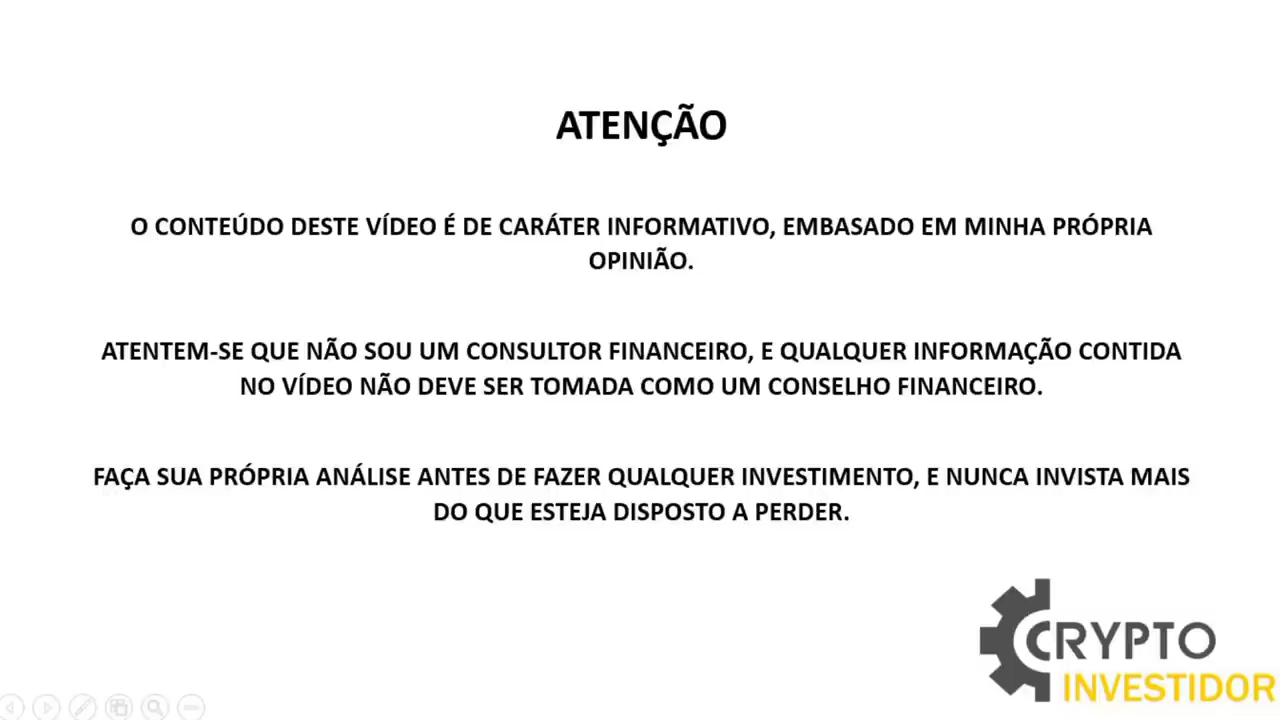 ATENÇÃO
O CONTEÚDO DESTE VÍDEO É DE CARÁTER INFORMATIVO, EMBASADO EM MINHA PRÓPRIA
OPINIÃO.
ATENTEM-SE QUE NÃO SOU UM CONSULTOR FINANCEIRO, E QUALQUER INFORMAÇÃO CONTIDA
NO VÍDEO NÃO DEVE SER TOMADA COMO UM CONSELHO FINANCEIRO.
FAÇA SUA PRÓPRIA ANÁLISE ANTES DE FAZER QUALQUER INVESTIMENTO, E NUNCA INVISTA MAIS
DO QUE ESTEJA DISPOSTO A PERDER.
CRYPTO
INVESTIDOR